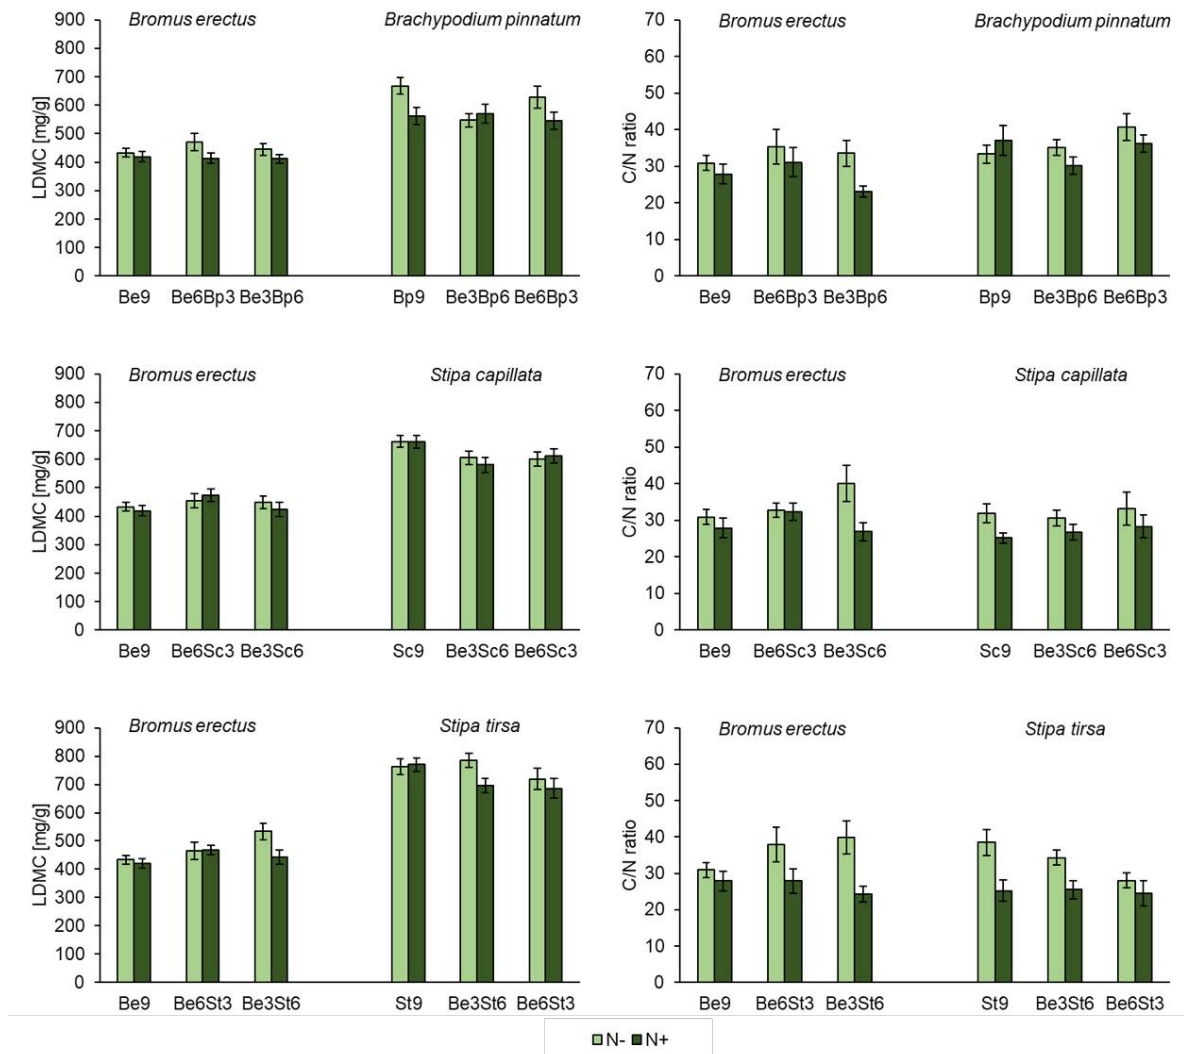 Bromus erectus
Brachypodium pinnatum
LDMC [mg/g]
900
800
700
600
500
400
300
200
100
0
Be9 Be6Bp3 Be3Bp6 Bp9 Be3Bp6 Be6Bp3
Bromus erectus
Brachypodium pinnatum
C/N ratio
70
60
50
40
30
20
10
0
Be9 Be6Bp3 Be3Bp6 Bp9 Be3Bp6 Be6Bp3
Bromus erectus
Stipa capillata
LDMC [mg/g]
900
800
700
600
500
400
300
200
100
0
Be9 Be6Sc3 Be3Sc6 Sc9 Be3Sc6 Be6Sc3
Bromus erectus
Stipa capillata
C/N ratio
70
60
50
40
30
20
10
0
Be9 Be6Sc3 Be3Sc6 Sc9 Be3Sc6 Be6Sc3
Bromus erectus
Stipa tirsa
LDMC [mg/g]
900
800
700
600
500
400
300
200
100
0
Be9 Be6St3 Be3St6 St9 Be3St6 Be6St3
Bromus erectus
Stipa tirsa
C/N ratio
70
60
50
40
30
20
10
0
Be9 Be6St3 Be3St6 St9 Be3St6 Be6St3
N- N+